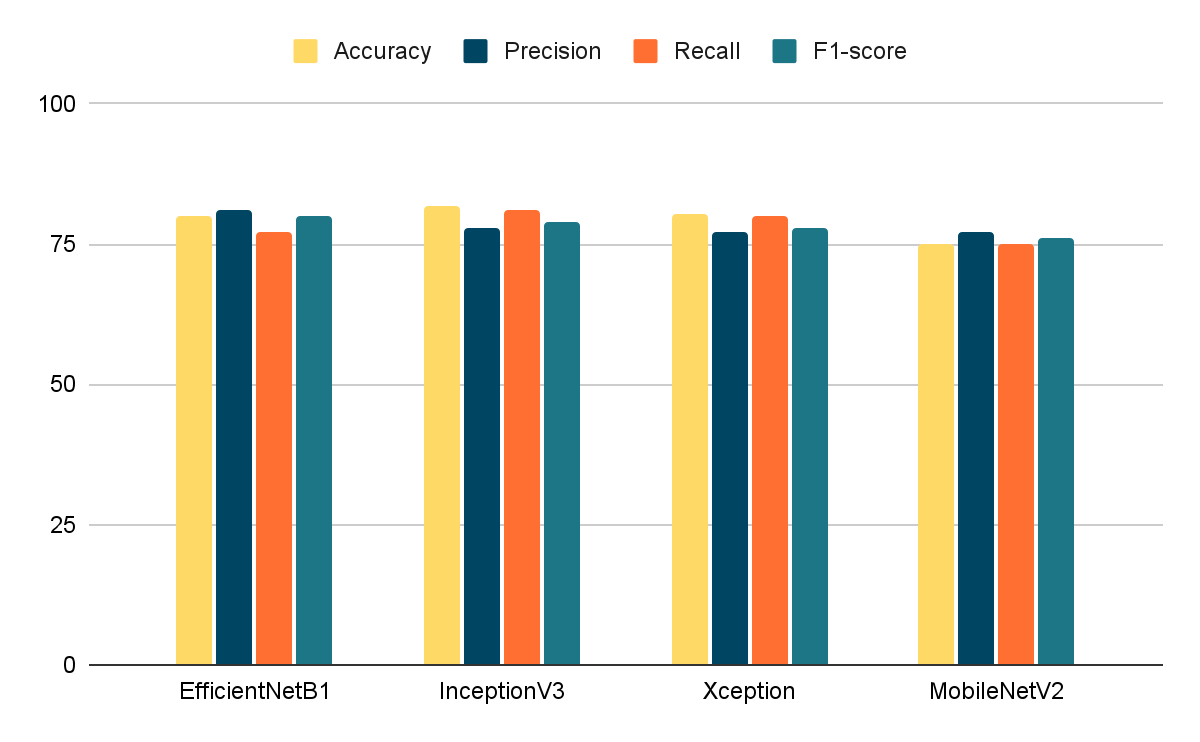 Accuracy Precision Recall F1-score
100
75
50
25
0
EfficientNetB1 InceptionV3 Xception MobileNetV2